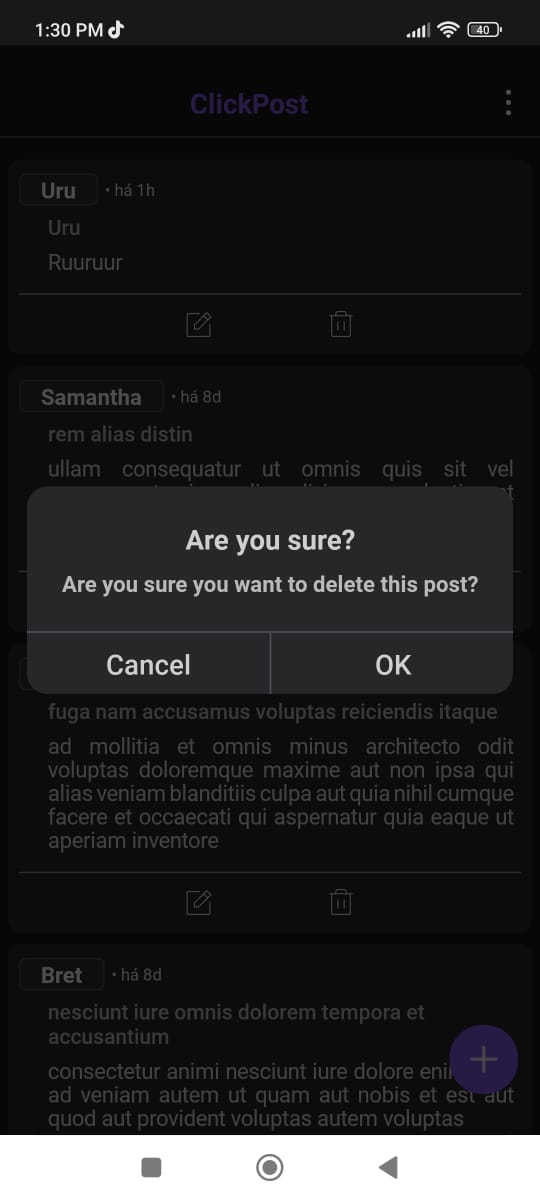 1:30 PM
40
ClickPost
Uru • há 1h
Uru
Ruuruur
Samantha • há 8d
rem alias distin
ullam consequatur ut omnis quis sit vel
Are you sure?
Are you sure you want to delete this post?
Cancel OK
fuga nam accusamus voluptas reiciendis itaque
ad mollitia et omnis minus architecto odit
voluptas doloremque maxime aut non ipsa qui
alias veniam blanditiis culpa aut quia nihil cumque
facere et occaecati qui aspernatur quia eaque ut
aperiam inventore
Bret • há 8d
nesciunt iure omnis dolorem tempora et
accusantium
consectetur animi nesciunt iure dolore
ad veniam autem ut quam aut nobis et est aut
quod aut provident voluptas autem voluptas